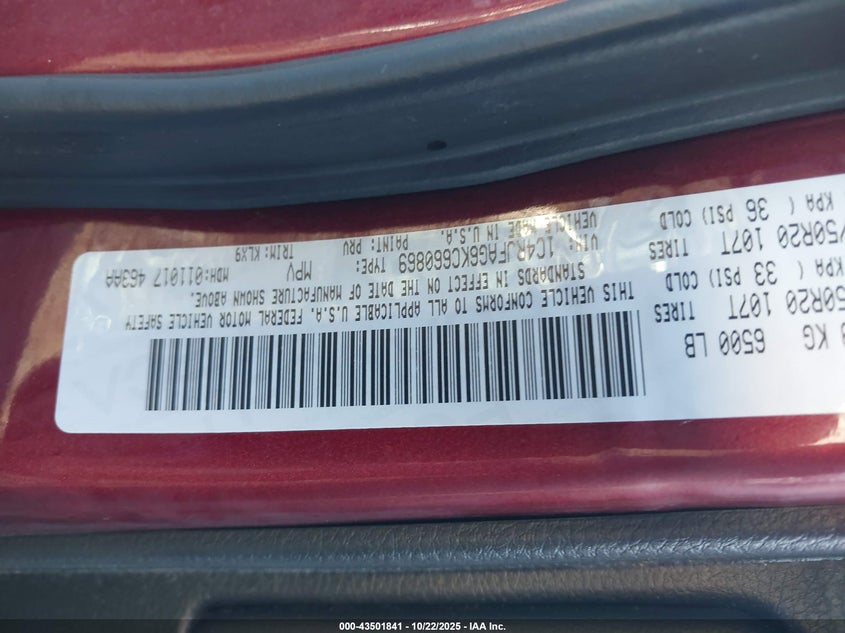 KG
6500 LB
50R20 107T TIRES
KPA ( 33 PSI) COLD
/50R20 107T TIRES
KPA ( 36 PSI) COLD
THIS VEHICLE CONFORMS TO ALL APPLICABLE U.S.A. FEDERAL MOTOR VEHICLE SAFETY
STANDARDS IN EFFECT ON THE DATE OF MANUFACTURE SHOWN ABOVE.
VIN: 1C4RJFAG6KC660869 TYPE: MPV MDH:011017 463AA
VEHICLE MADE IN U.S.A. PAINT: PRV TRIM: KLX9
000-43501841 - 10/22/2025 - IAA Inc.